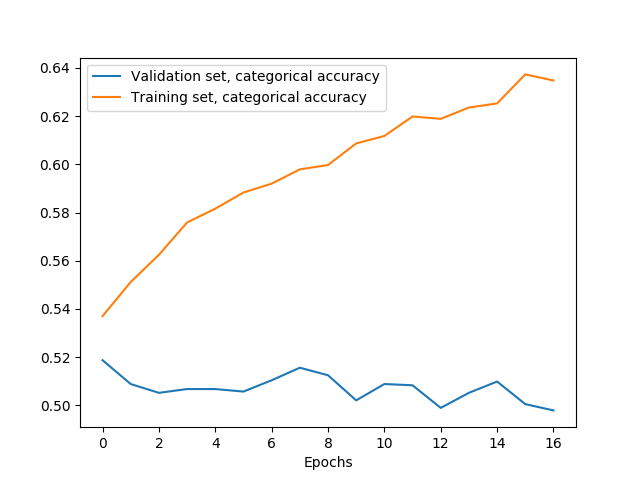 Validation set, categorical accuracy
Training set, categorical accuracy
0.64
0.62
0.60
0.58
0.56
0.54
0.52
0.50
0 2 4 6 8 10 12 14 16
Epochs